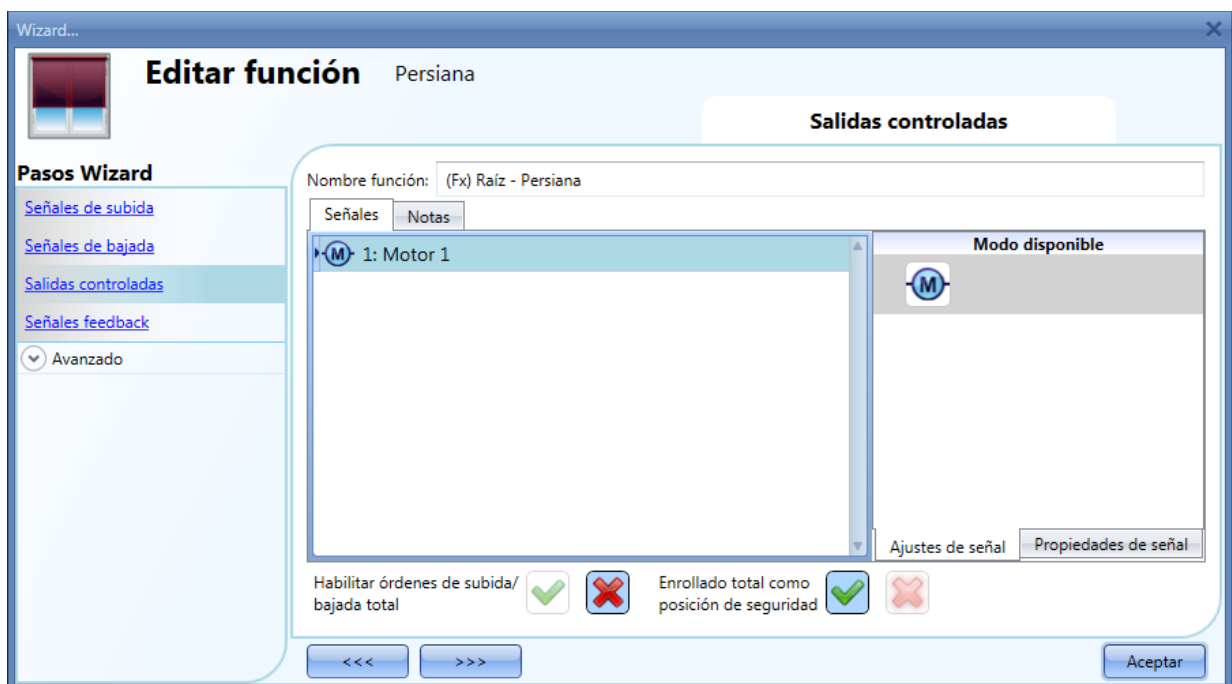 Wizard...
Editar función Persiana
Salidas controladas
Pasos Wizard
Señales de subida
Señales de bajada
Salidas controladas
Señales feedback
Avanzado
Nombre función: (Fx) Raíz - Persiana
Señales Notas
M 1: Motor 1
Modo disponible
M
Ajustes de señal Propiedades de señal
Habilitar órdenes de subida/
bajada total
Enrollado total como
posición de seguridad
<<< >>>
Aceptar